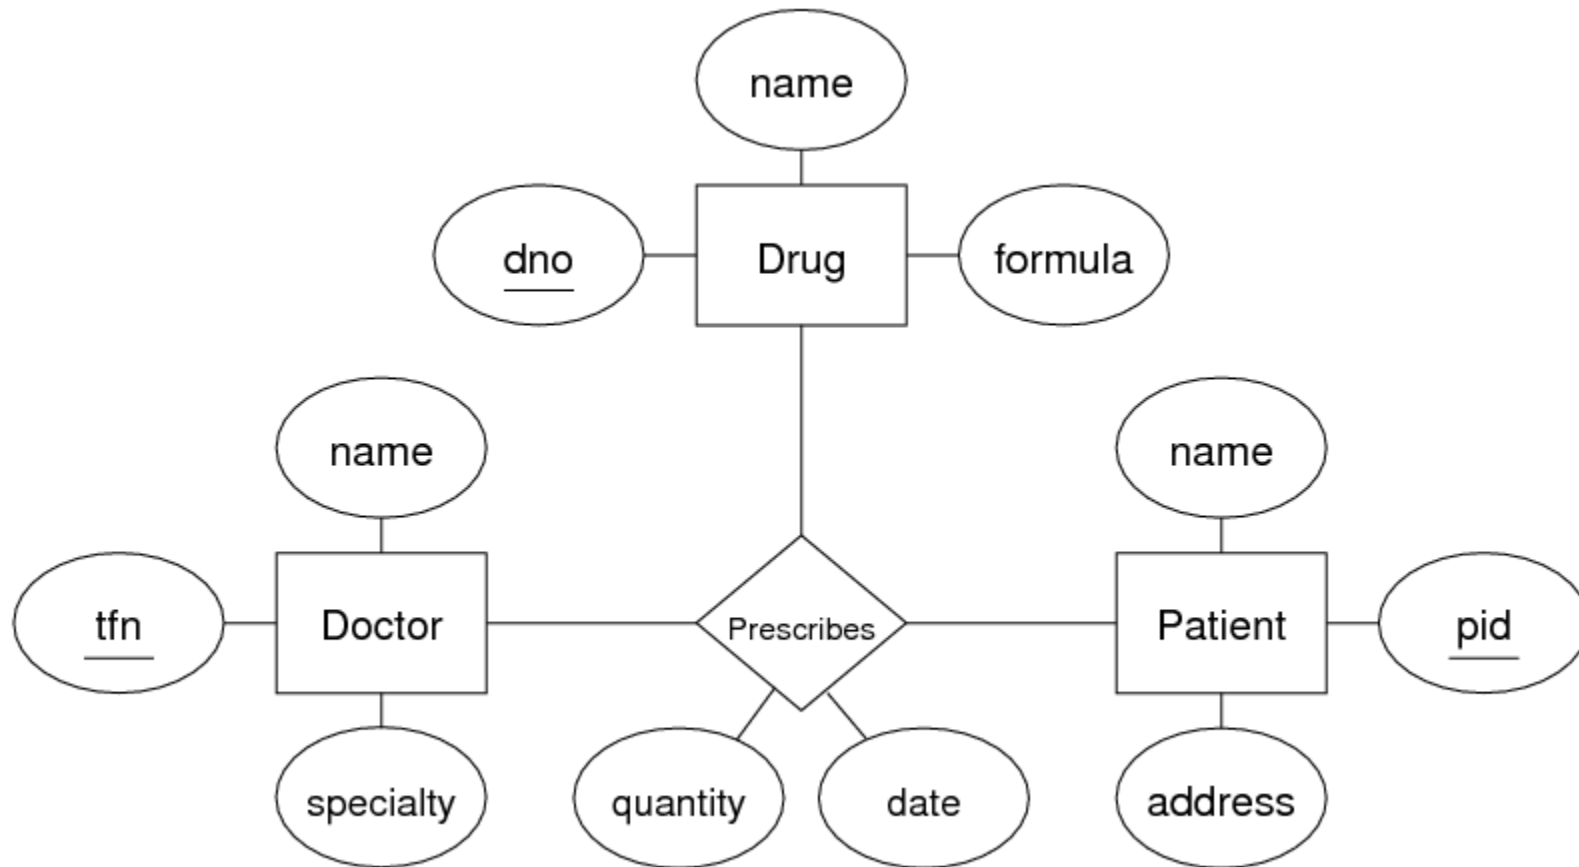 name
dno
Drug
formula
name
name
tfn
Doctor
Prescribes
Patient
pid
specialty
quantity
date
address